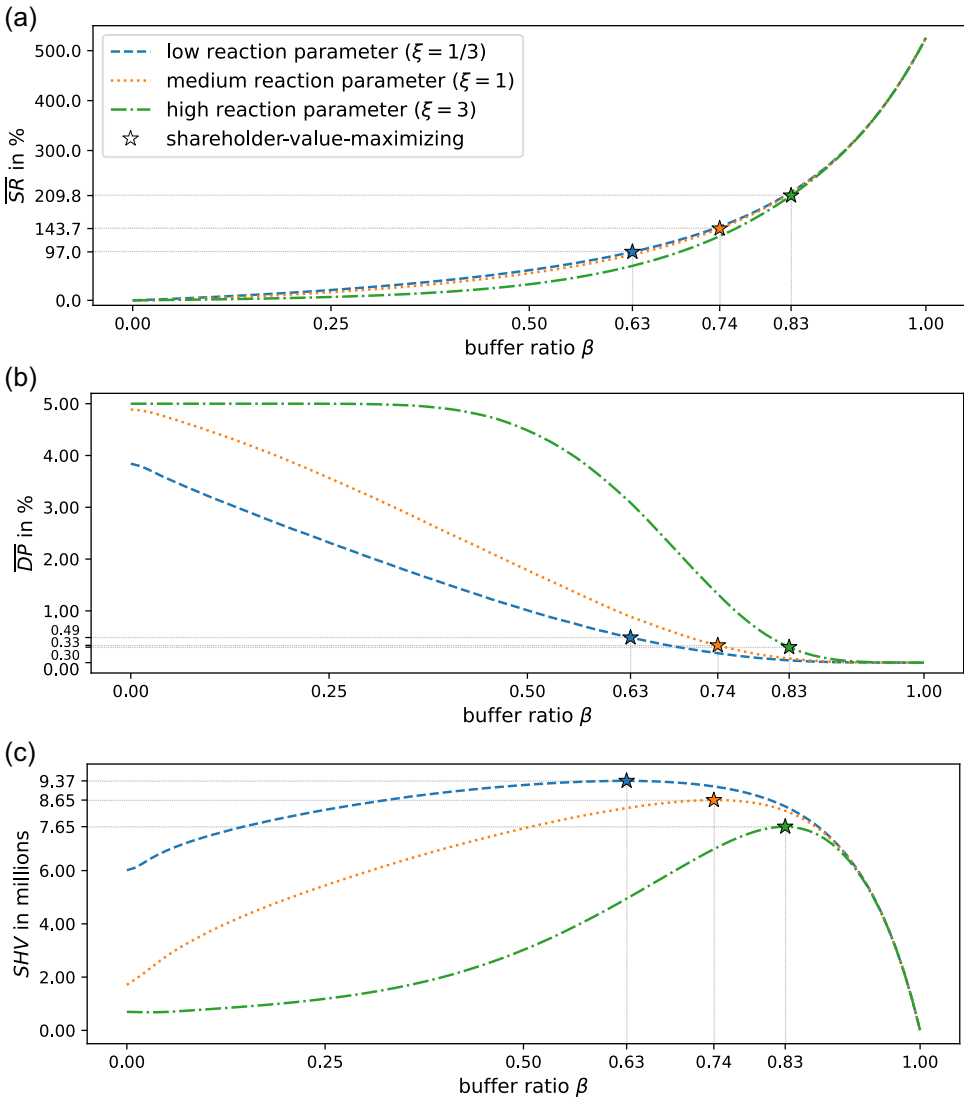 (a)
500.0
400.0
300.0
209.8
143.7
97.0
0.0
SR in %
low reaction parameter (ξ = 1/3)
medium reaction parameter (ξ = 1)
high reaction parameter (ξ = 3)
shareholder-value-maximizing
0.00 0.25 0.50 0.63 0.74 0.83 1.00
buffer ratio β
(b)
5.00
4.00
3.00
2.00
1.00
0.49
0.33
0.30
0.00
DP in %
0.00 0.25 0.50 0.63 0.74 0.83 1.00
buffer ratio β
(c)
9.37
8.65
7.65
6.00
4.00
2.00
0.00
SHV in millions
0.00 0.25 0.50 0.63 0.74 0.83 1.00
buffer ratio β